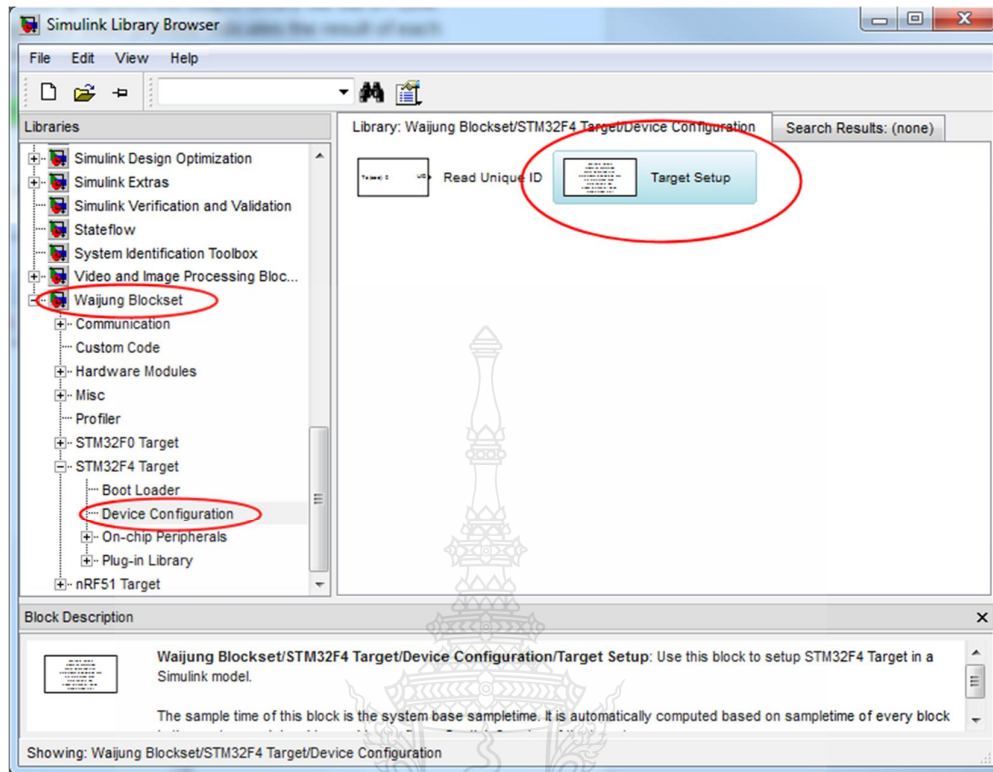 Simulink Library Browser
File Edit View Help
Libraries
Library: Waijung Blockset/STM32F4 Target/Device Configuration
Search Results: (none)
Simulink Design Optimization
Simulink Extras
Simulink Verification and Validation
Stateflow
System Identification Toolbox
Video and Image Processing Bloc...
Waijung Blockset
Communication
Custom Code
Hardware Modules
Misc
Profiler
STM32F0 Target
STM32F4 Target
Boot Loader
Device Configuration
On-chip Peripherals
Plug-in Library
nRF51 Target
Read Unique ID
Target Setup
Block Description
Waijung Blockset/STM32F4 Target/Device Configuration/Target Setup: Use this block to setup STM32F4 Target in a
Simulink model.
The sample time of this block is the system base sampletime. It is automatically computed based on sampletime of every block
Showing: Waijung Blockset/STM32F4 Target/Device Configuration